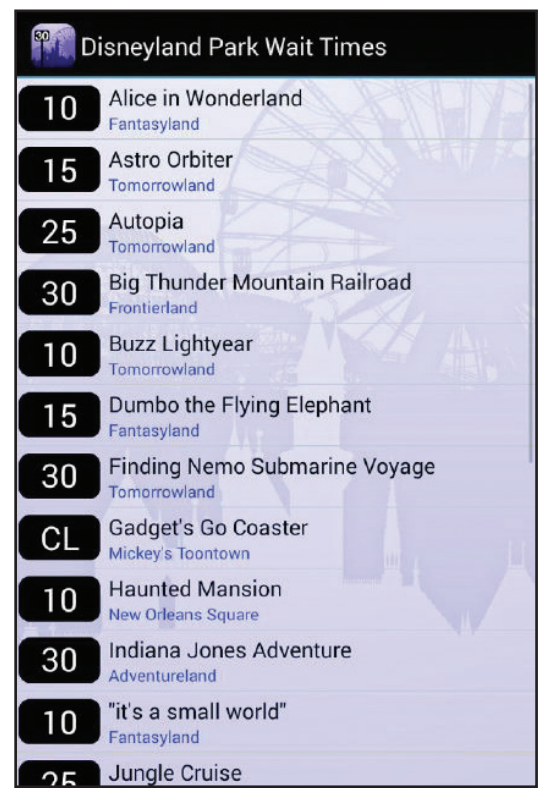 30
Disneyland Park Wait Times
10
Alice in Wonderland
Fantasyland
15
Astro Orbiter
Tomorrowland
25
Autopia
Tomorrowland
30
Big Thunder Mountain Railroad
Frontierland
10
Buzz Lightyear
Tomorrowland
15
Dumbo the Flying Elephant
Fantasyland
30
Finding Nemo Submarine Voyage
Tomorrowland
CL
Gadget's Go Coaster
Mickey's Toontown
10
Haunted Mansion
New Orleans Square
30
Indiana Jones Adventure
Adventureland
10
"it's a small world"
Fantasyland
25
Jungle Cruise